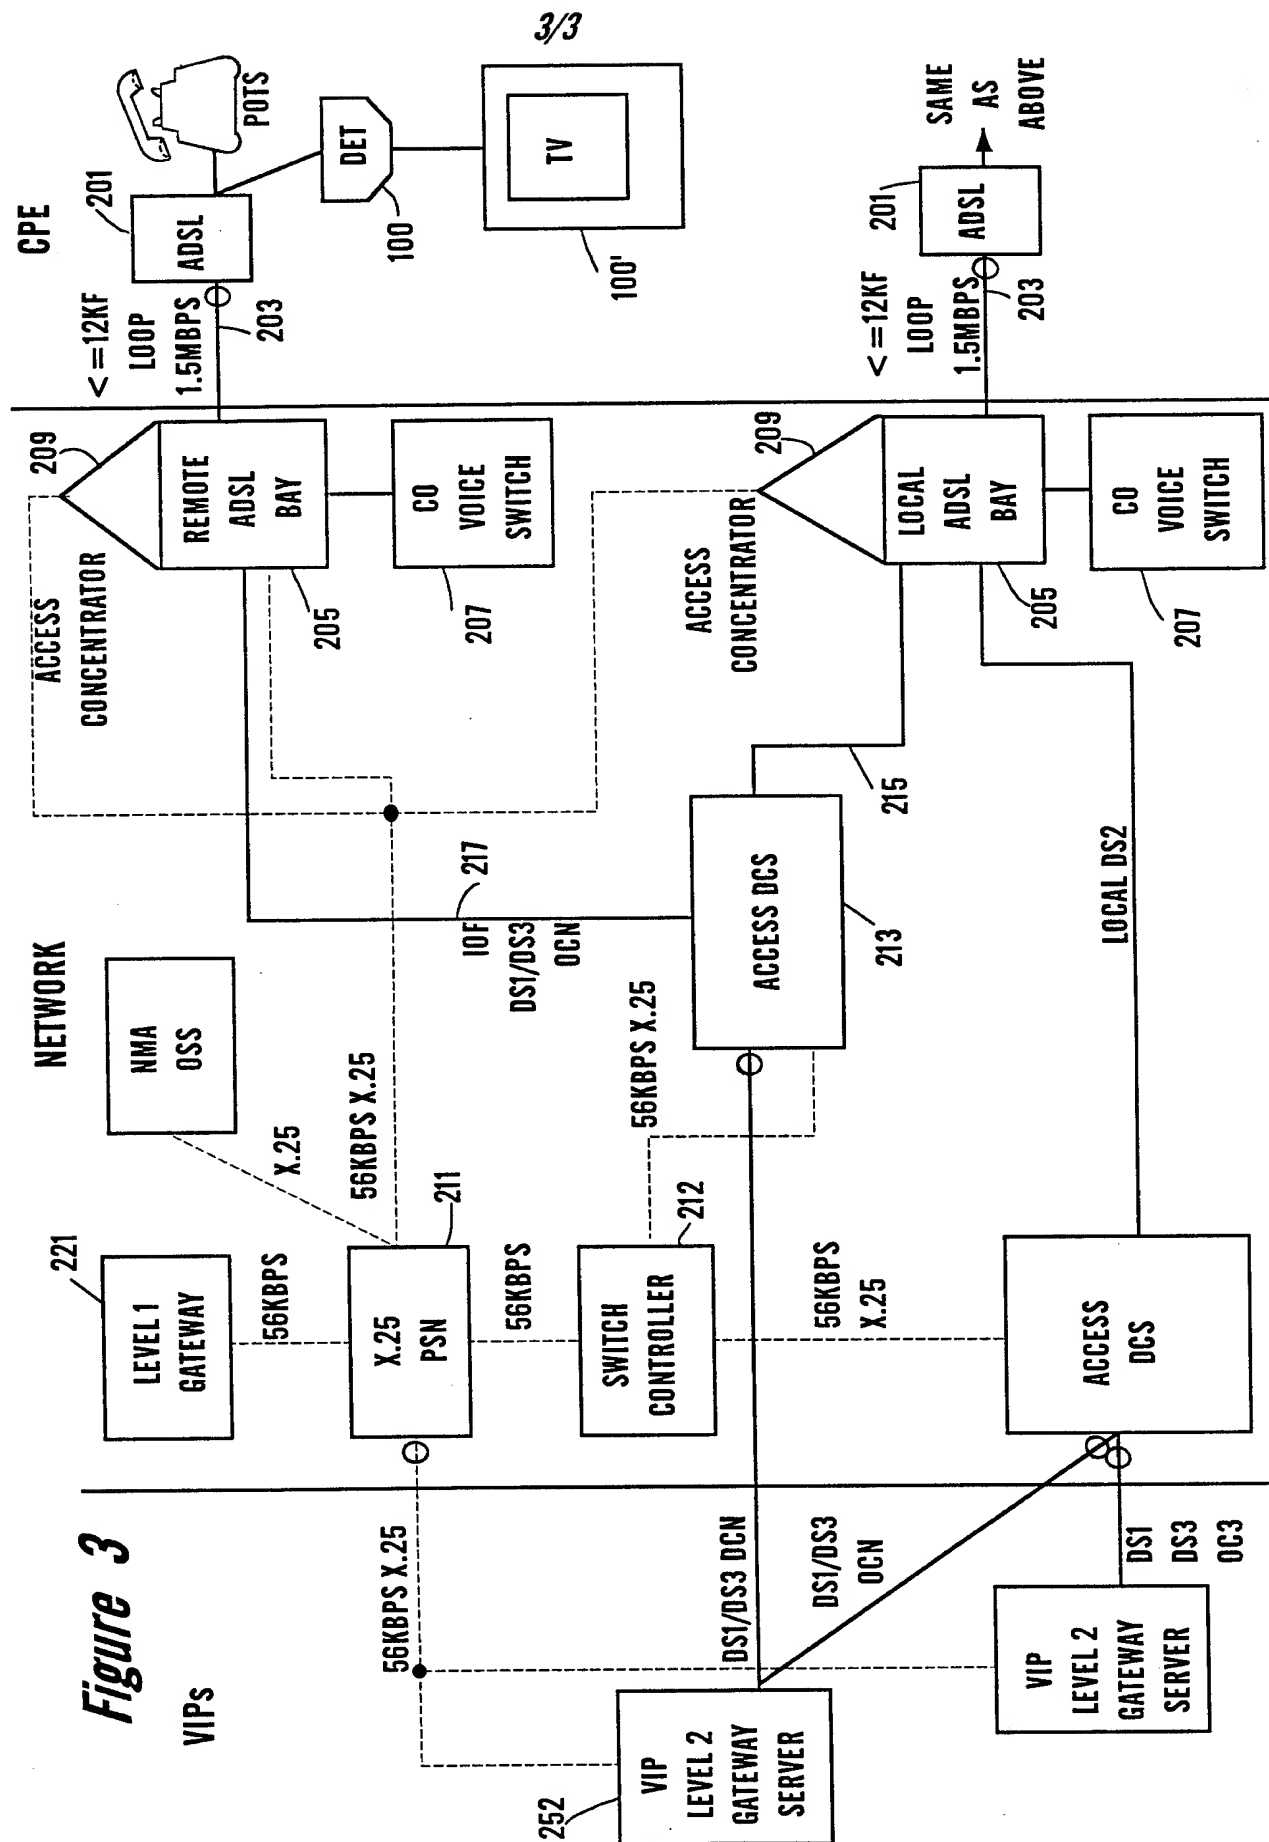 3/3
Figure 3
VIPs
NETWORK
CPE
221
LEVEL 1
GATEWAY
56KBPS
X.25
PSN
211
56KBPS
SWITCH
CONTROLLER
212
56KBPS
X.25
ACCESS
DCS
NMA
OSS
X.25
56KBPS X.25
56KBPS X.25
56KBPS X.25
252
VIP
LEVEL 2
GATEWAY
SERVER
VIP
LEVEL 2
GATEWAY
SERVER
DS1/DS3 DCN
DS1/DS3
OCN
DS1
DS3
OC3
217
IOF
DS1/DS3
OCN
ACCESS DCS
213
215
LOCAL DS2
ACCESS
CONCENTRATOR
209
REMOTE
ADSL
BAY
205
CO
VOICE
SWITCH
207
ACCESS
CONCENTRATOR
209
LOCAL
ADSL
BAY
205
CO
VOICE
SWITCH
207
<=12KF
LOOP
1.5MBPS
203
201
ADSL
POTS
DET
100
TV
100'
<=12KF
LOOP
1.5MBPS
203
201
ADSL
SAME
AS
ABOVE